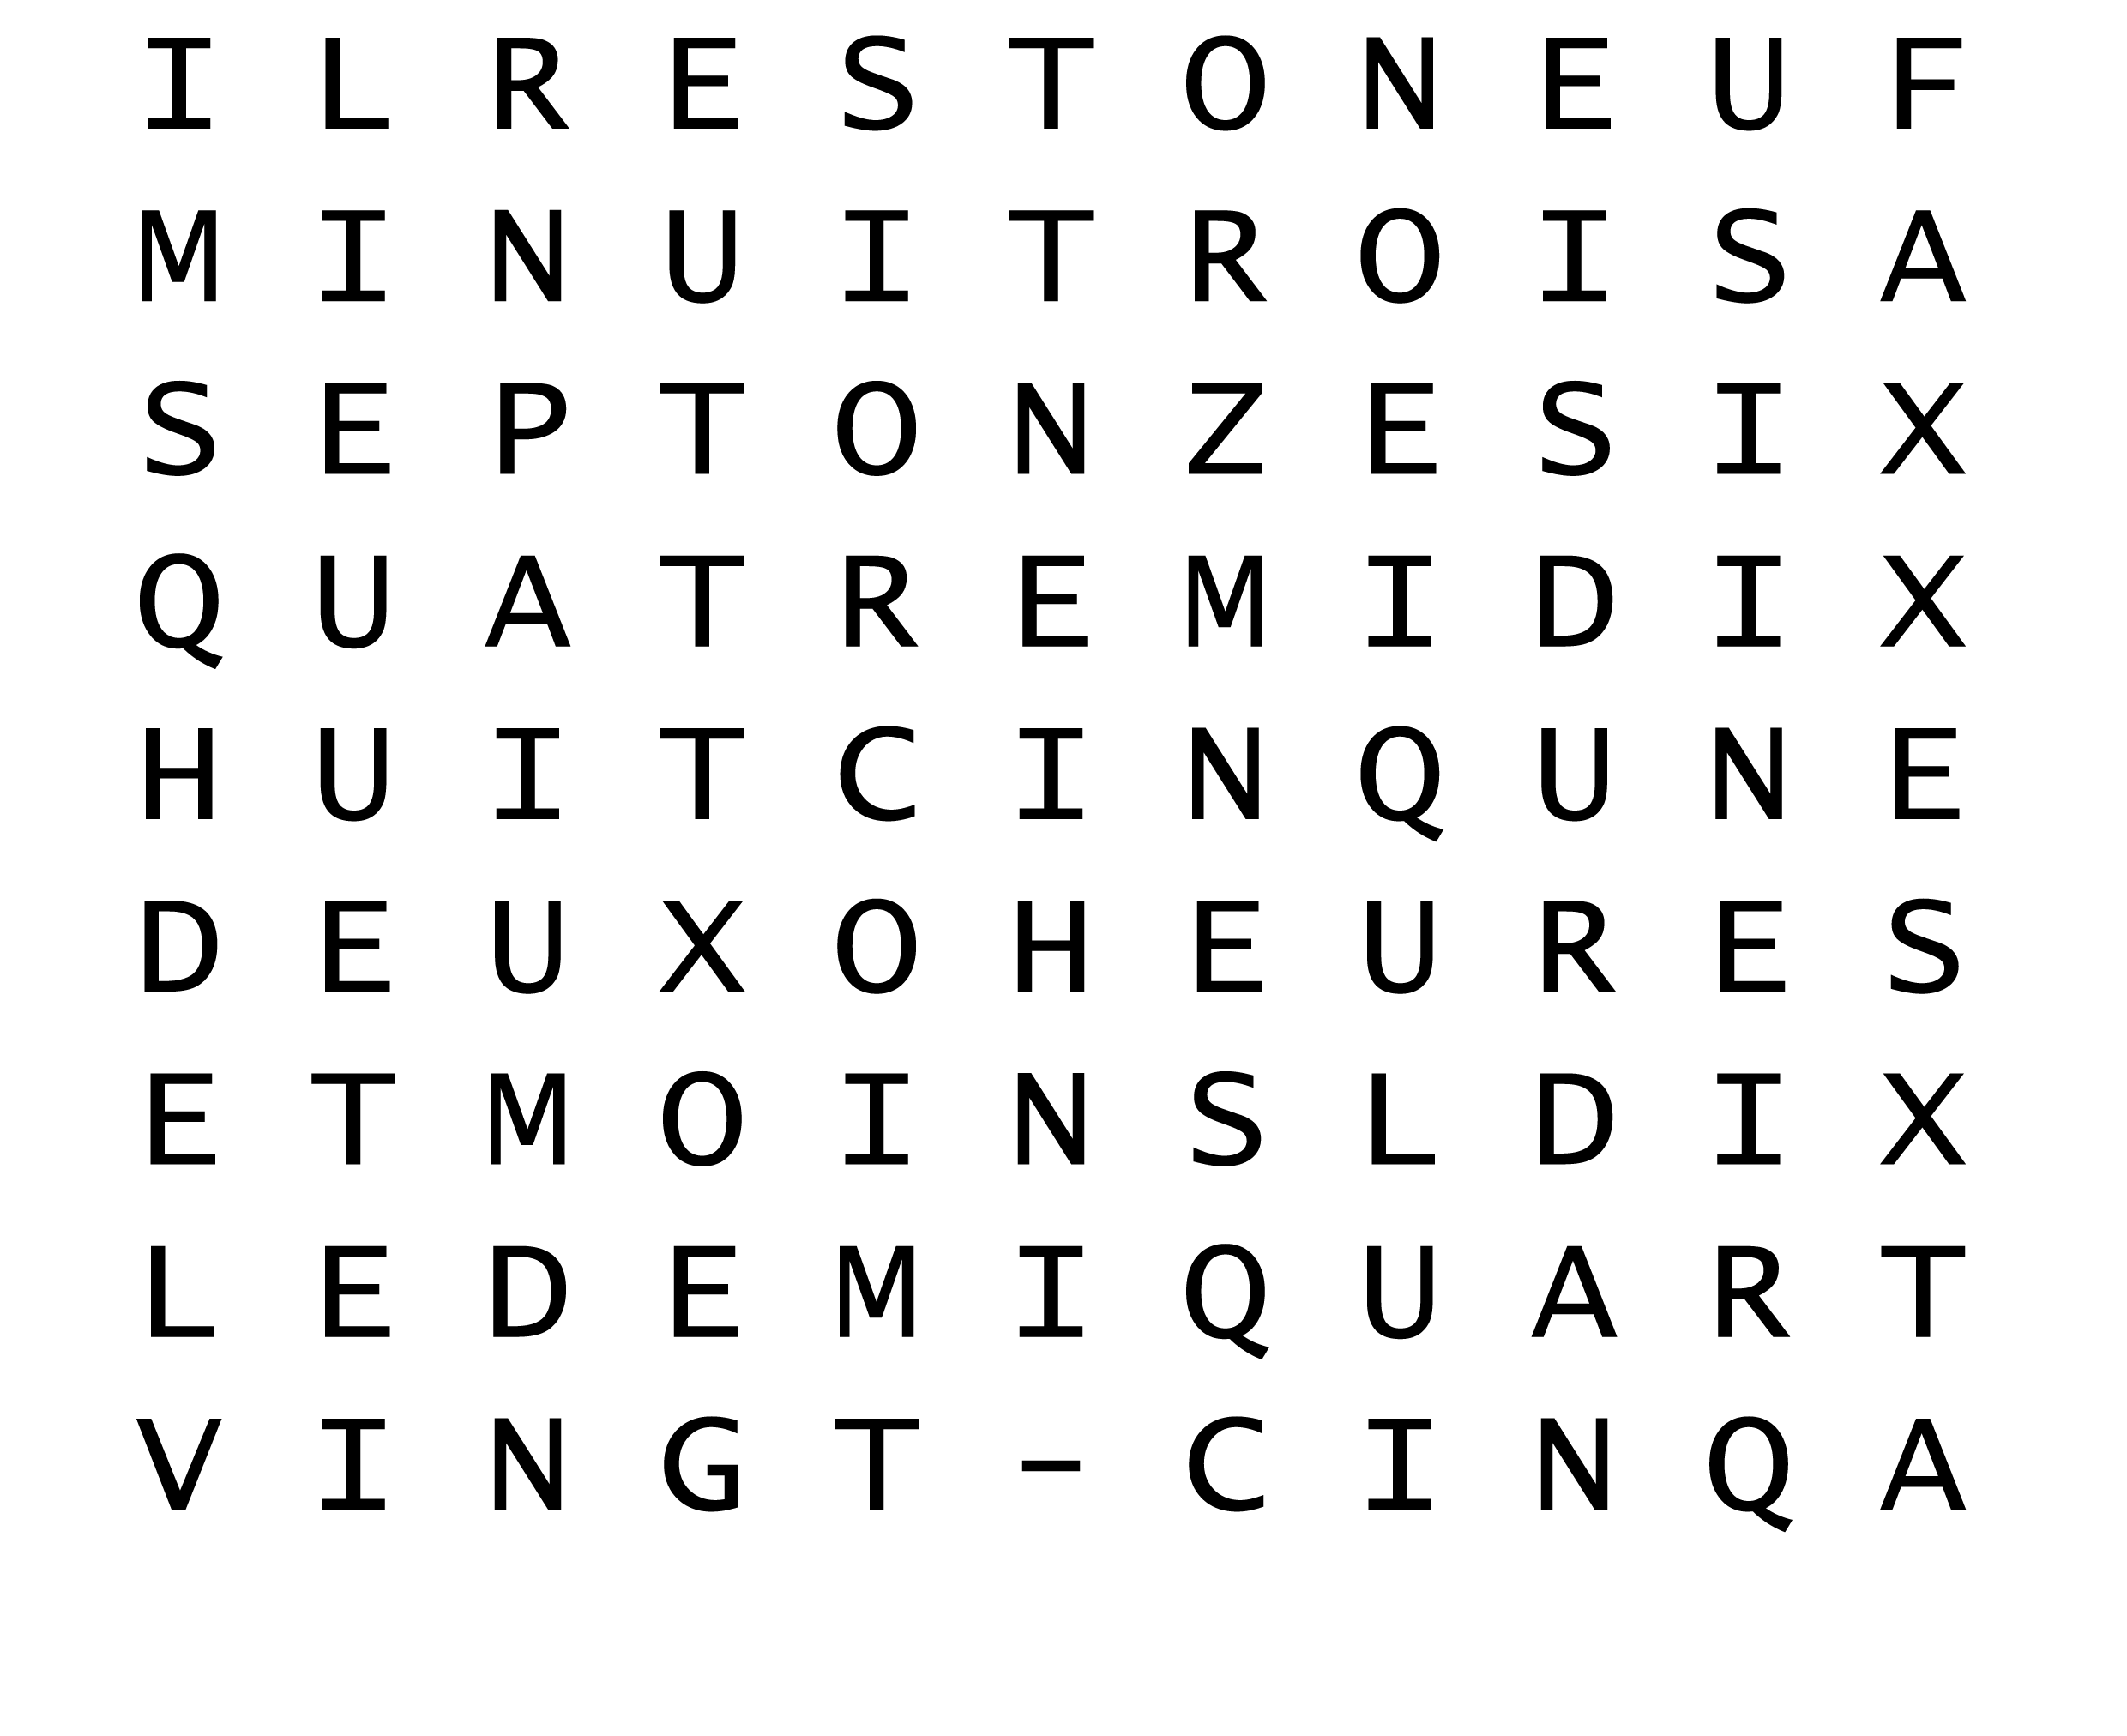 I L R E S T O N E U F
M I N U I T R O I S A
S E P T O N Z E S I X
Q U A T R E M I D I X
H U I T C I N Q U N E
D E U X O H E U R E S
E T M O I N S L D I X
L E D E M I Q U A R T
V I N G T - C I N Q A